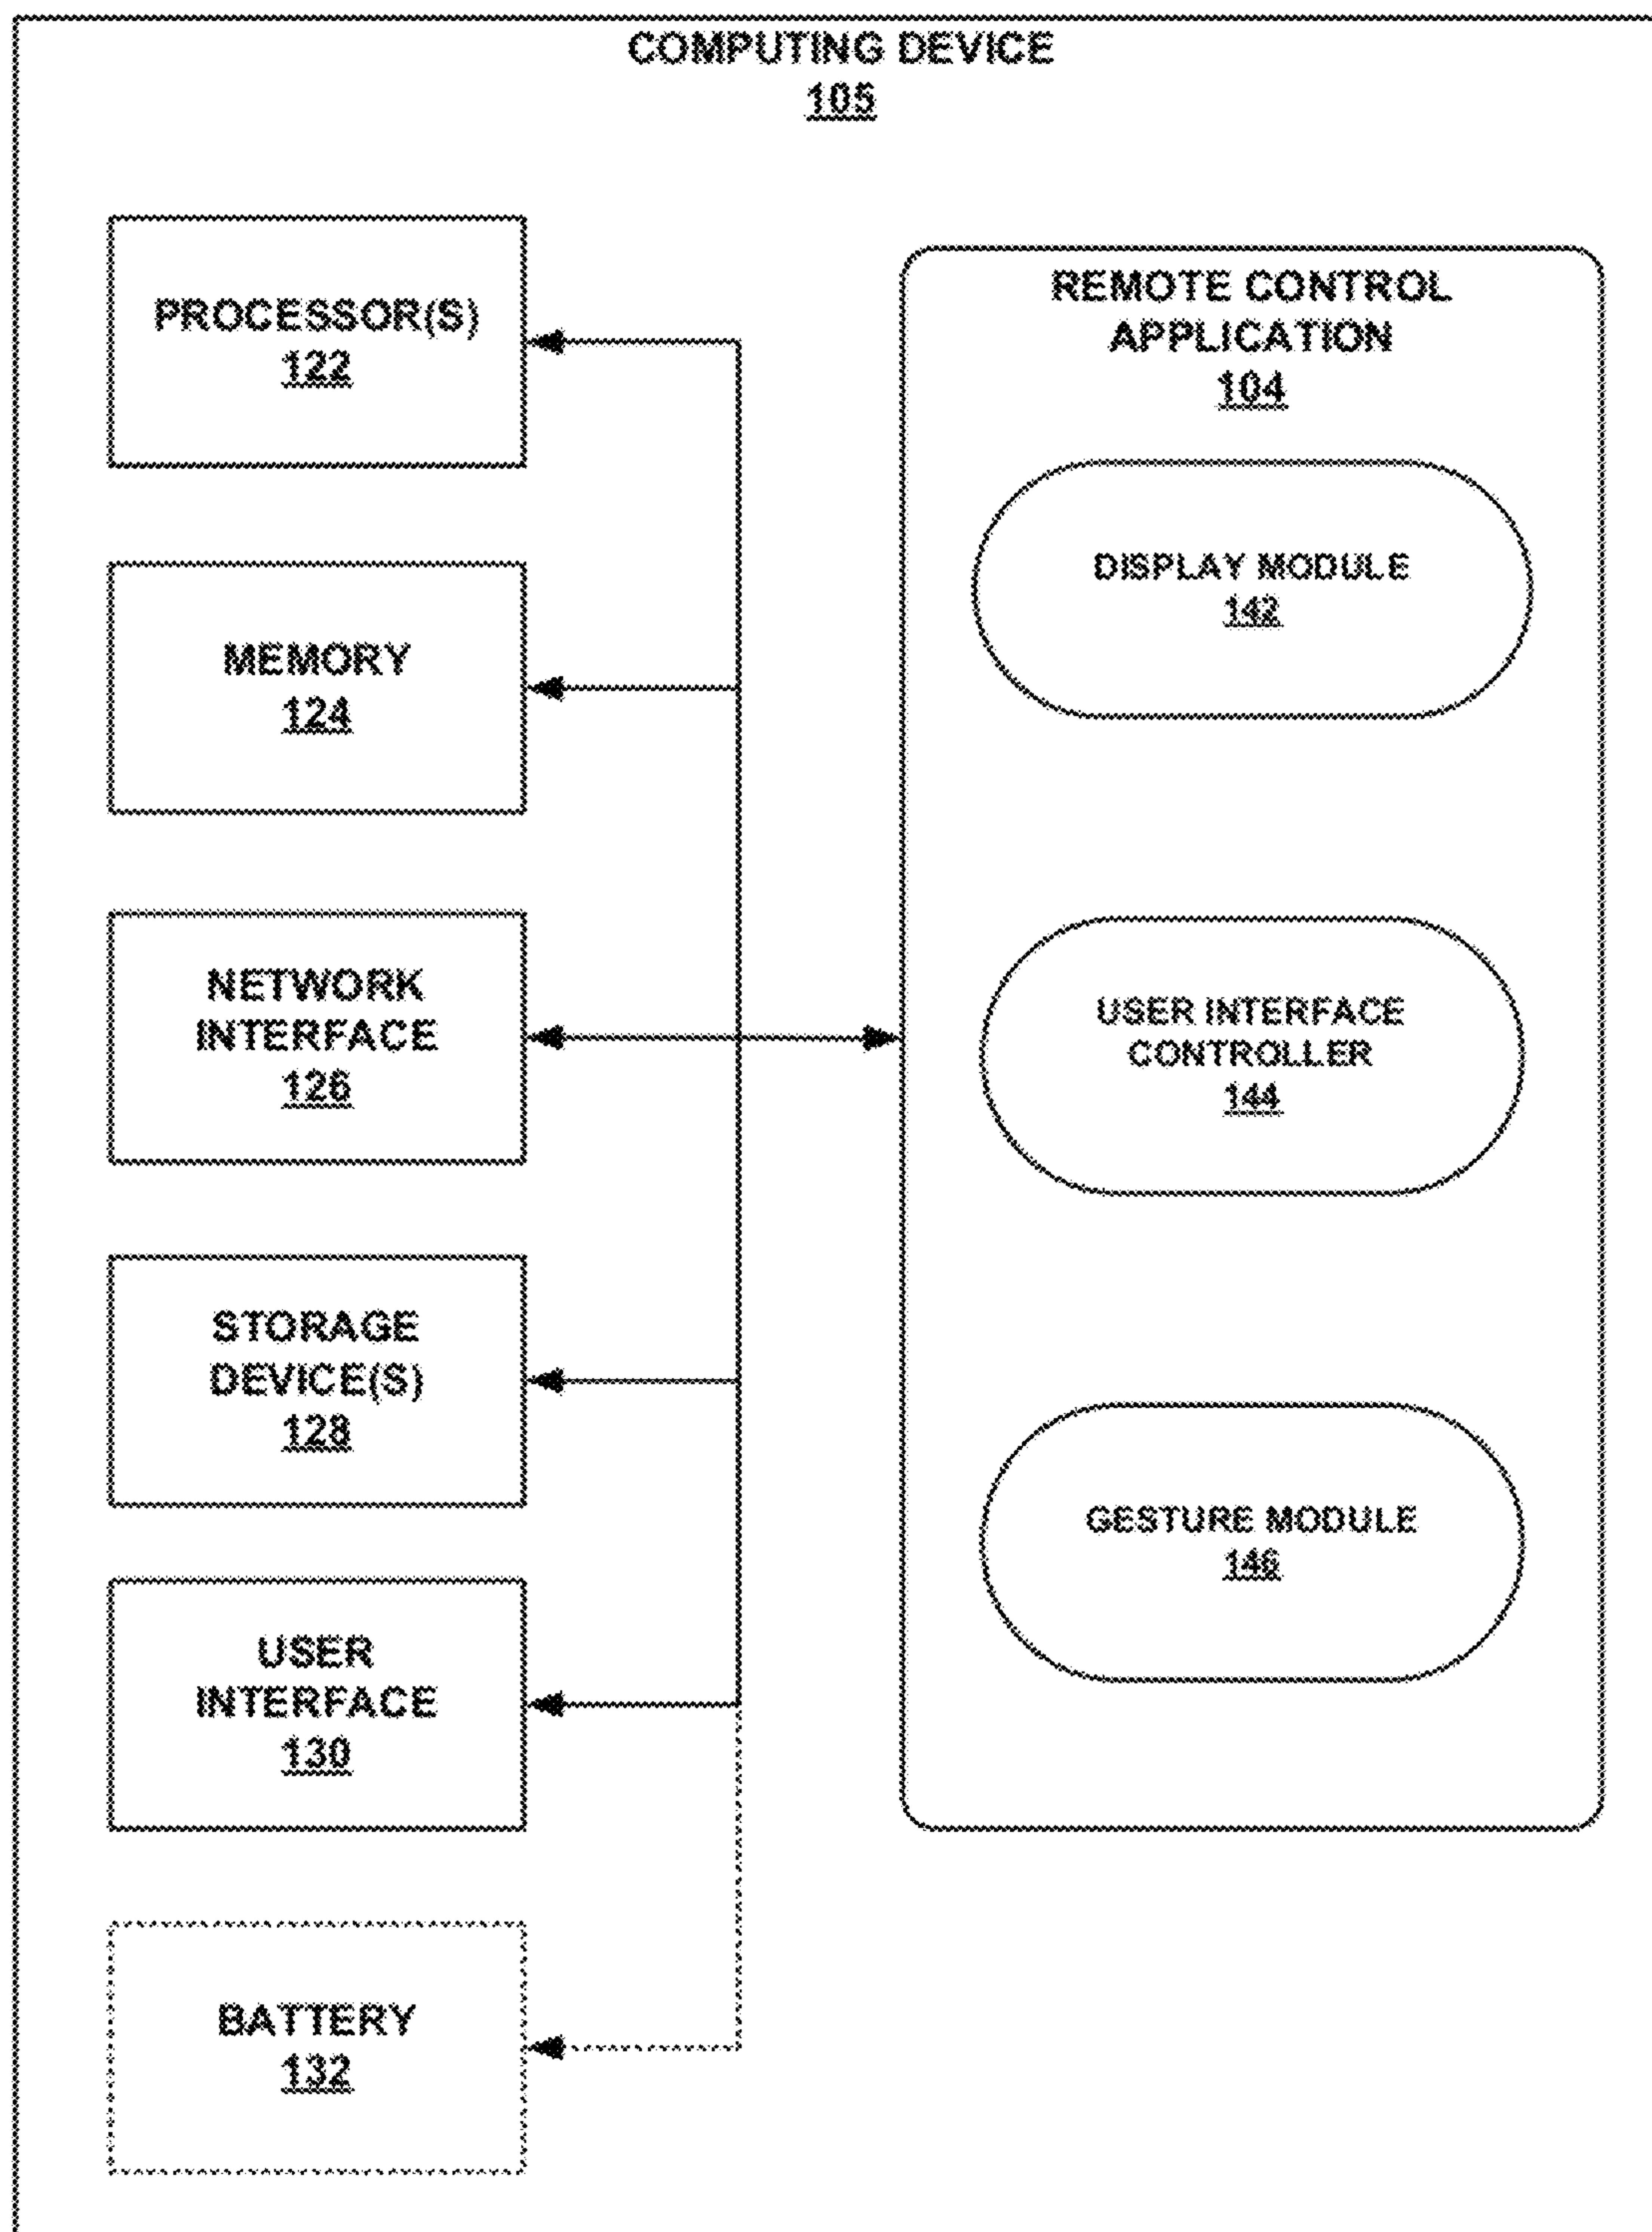 COMPUTING DEVICE
105
PROCESSOR(S)
122
MEMORY
124
NETWORK
INTERFACE
126
STORAGE
DEVICE(S)
128
USER
INTERFACE
130
BATTERY
132
REMOTE CONTROL
APPLICATION
104
DISPLAY MODULE
142
USER INTERFACE
CONTROLLER
144
GESTURE MODULE
146